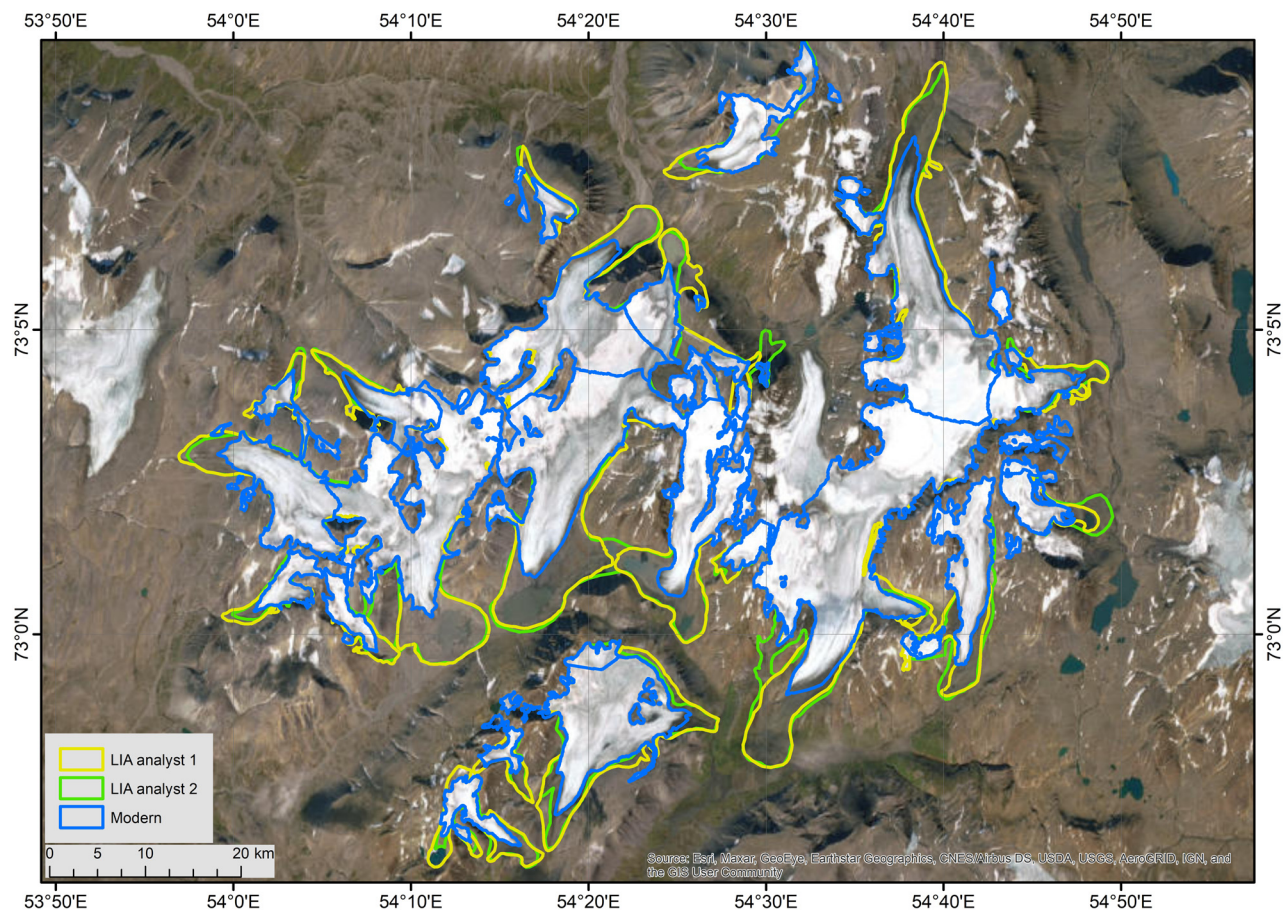 53°50'E 54°0'E 54°10'E 54°20'E 54°30'E 54°40'E 54°50'E
73°5'N 73°5'N
73°0'N 73°0'N
LIA analyst 1
LIA analyst 2
Modern
0 5 10 20 km
Source: Esri, Maxar, GeoEye, Earthstar Geographics, CNES/Airbus DS, USDA, USGS, AeroGRID, IGN, and
the GIS User Community
53°50'E 54°0'E 54°10'E 54°20'E 54°30'E 54°40'E 54°50'E